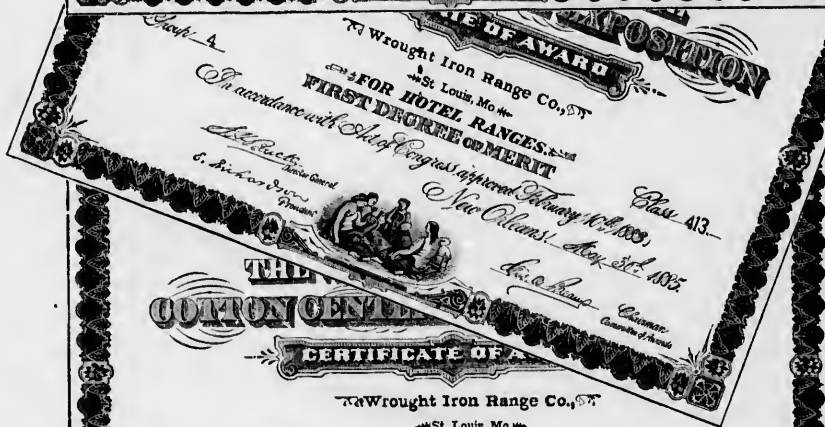 EXPOSITION
TE OF AWARD
Group 4
Wrought Iron Range Co.,
St Louis, Mo
FOR HOTEL RANGES.
FIRST DEGREE OF MERIT
In accordance with Act of Congress approved February 10th, 1883,
Class 413
New Orleans. May 31st. 1885.
Director General
E. Richardson
President
Chairman
Committee of Awards
THE
COTTON CENTE
CERTIFICATE OF A
Wrought Iron Range Co.,
St. Louis, Mo